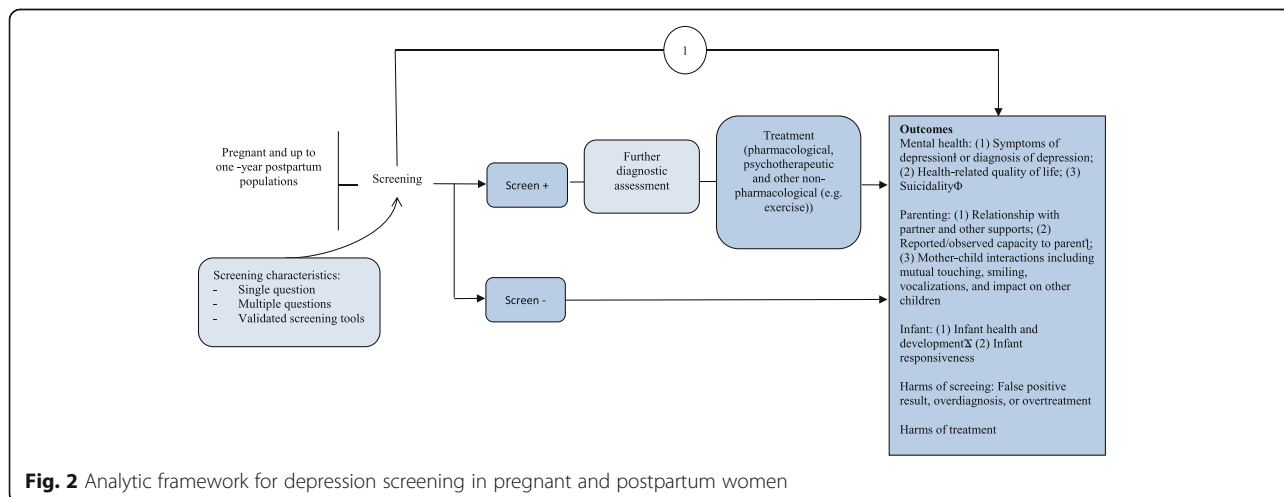 1
Pregnant and up to
one -year postpartum
populations
Screening
Screening characteristics:
- Single question
- Multiple questions
- Validated screening tools
Screen +
Further
diagnostic
assessment
Treatment
(pharmacological,
psychotherapeutic
and other non-
pharmacological (e.g.
exercise))
Screen -
Outcomes
Mental health: (1) Symptoms of
depressionƗ or diagnosis of depression;
(2) Health-related quality of life; (3)
SuicidalityΦ
Parenting: (1) Relationship with
partner and other supports; (2)
Reported/observed capacity to parentƪ;
(3) Mother-child interactions including
mutual touching, smiling,
vocalizations, and impact on other
children
Infant: (1) Infant health and
developmentⵋ (2) Infant
responsiveness
Harms of screeing: False positive
result, overdiagnosis, or overtreatment
Harms of treatment
Fig. 2 Analytic framework for depression screening in pregnant and postpartum women